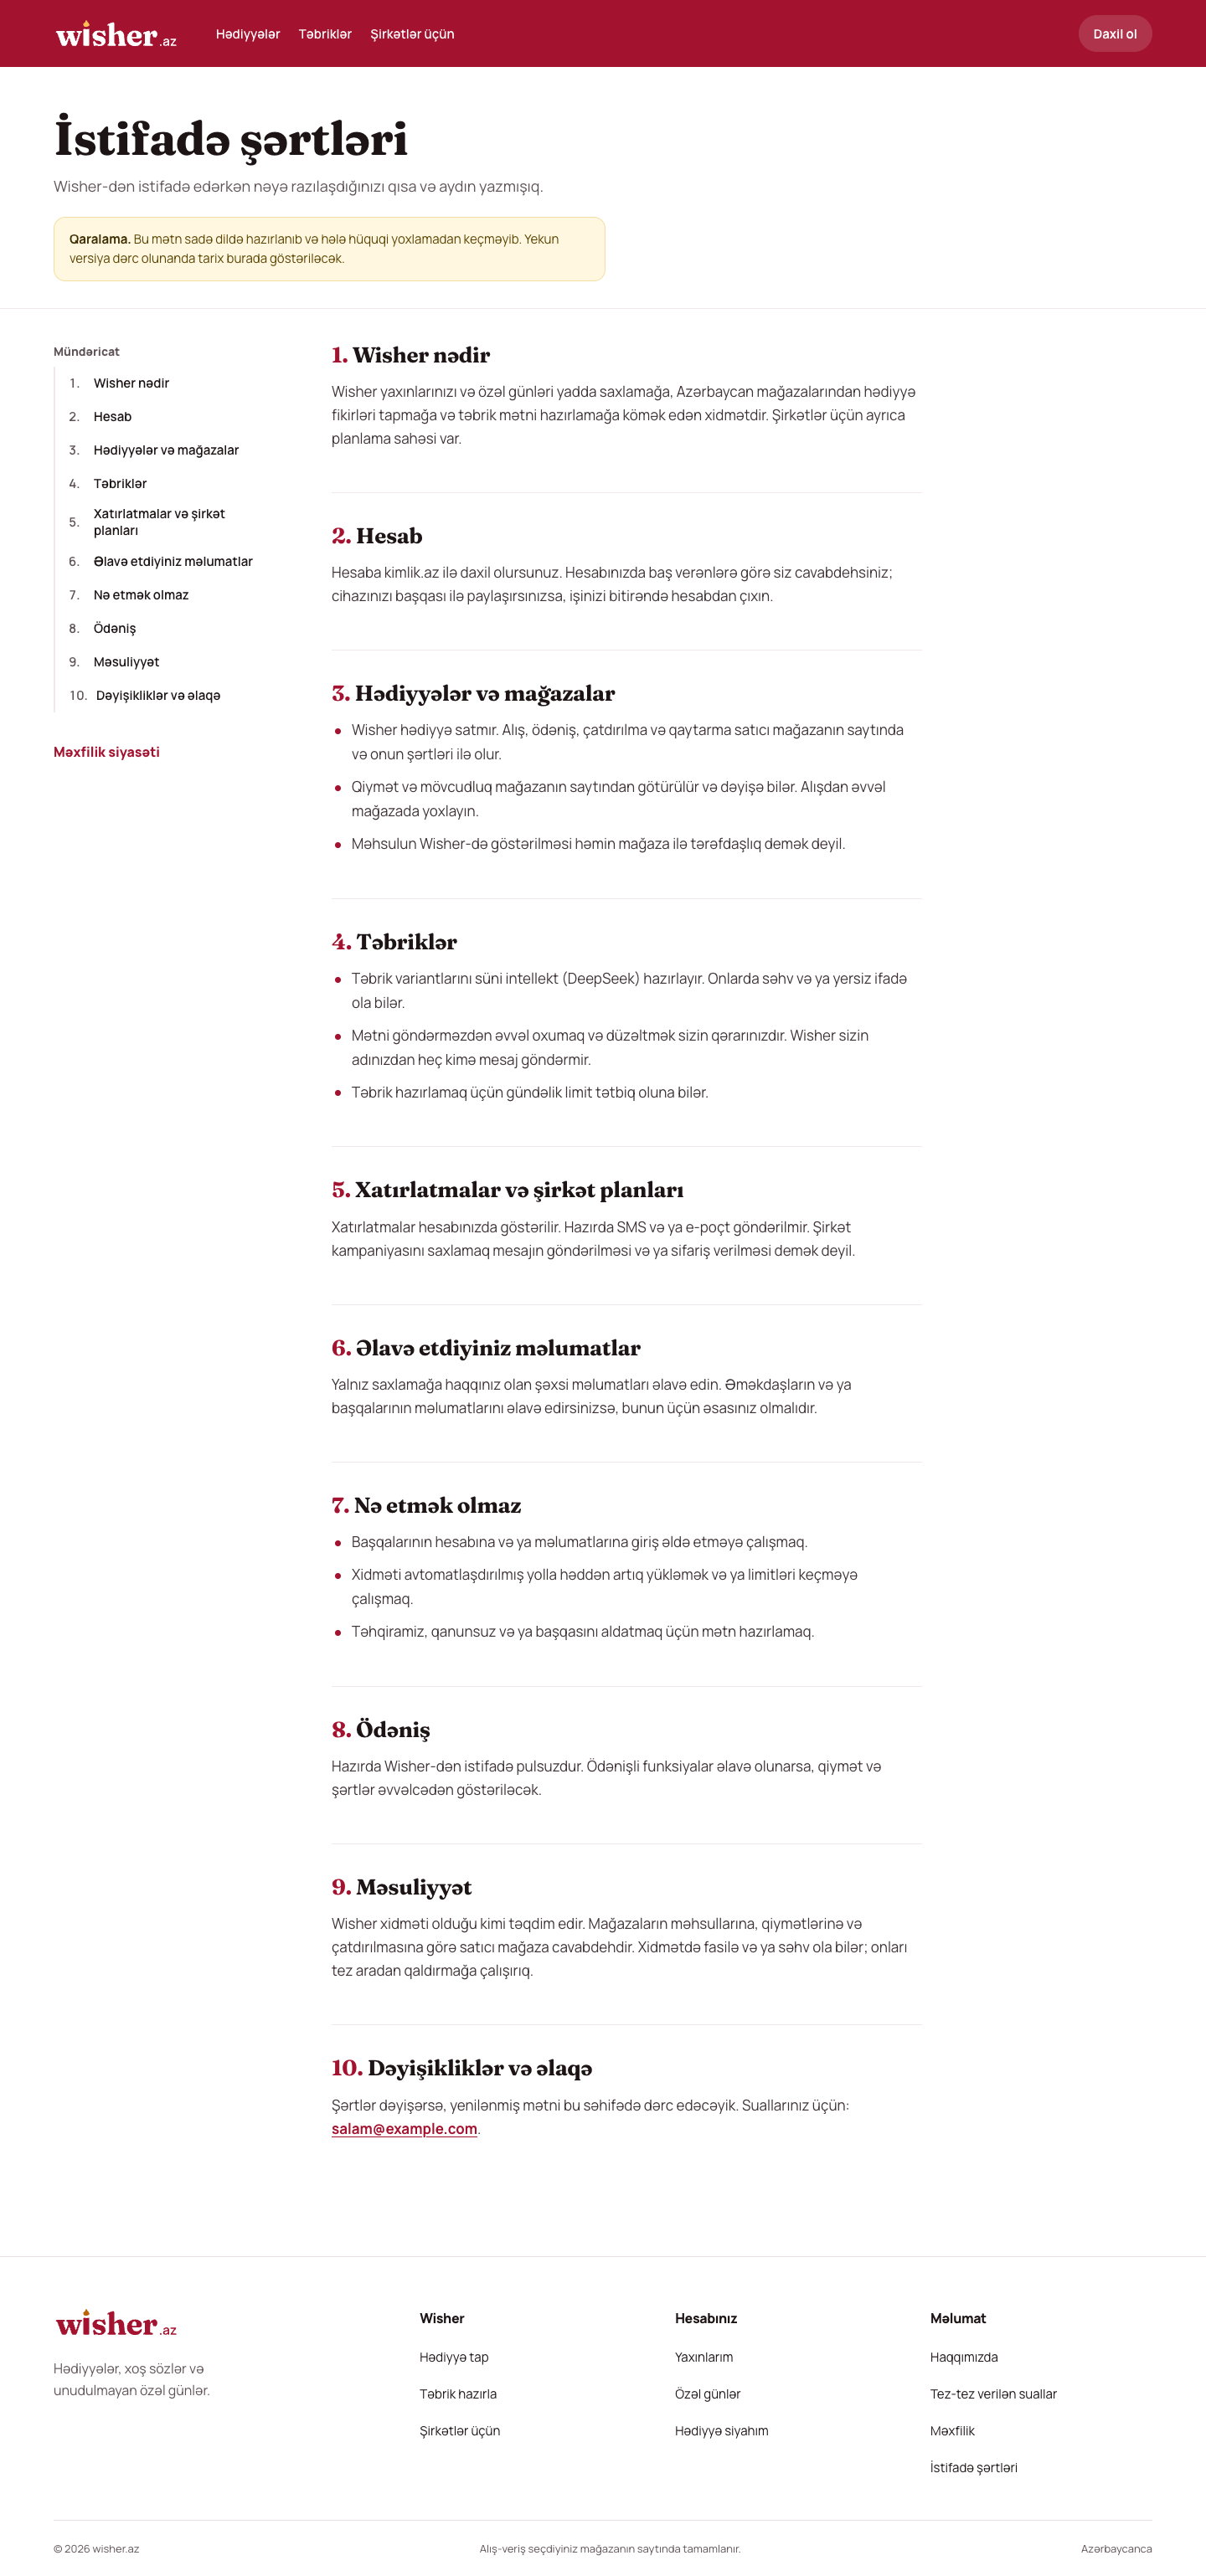 wisher.az
Hədiyyələr
Təbriklər
Şirkətlər üçün
Daxil ol
İstifadə şərtləri
Wisher-dən istifadə edərkən nəyə razılaşdığınızı qısa və aydın yazmışıq.
Qaralama. Bu mətn sadə dildə hazırlanıb və hələ hüquqi yoxlamadan keçməyib. Yekun
versiya dərc olunanda tarix burada göstəriləcək.
Mündəricat
1. Wisher nədir
2. Hesab
3. Hədiyyələr və mağazalar
4. Təbriklər
5. Xatırlatmalar və şirkət
planları
6. Əlavə etdiyiniz məlumatlar
7. Nə etmək olmaz
8. Ödəniş
9. Məsuliyyət
10. Dəyişikliklər və əlaqə
Məxfilik siyasəti
1. Wisher nədir
Wisher yaxınlarınızı və özəl günləri yadda saxlamağa, Azərbaycan mağazalarından hədiyyə
fikirləri tapmağa və təbrik mətni hazırlamağa kömək edən xidmətdir. Şirkətlər üçün ayrıca
planlama sahəsi var.
2. Hesab
Hesaba kimlik.az ilə daxil olursunuz. Hesabınızda baş verənlərə görə siz cavabdehsiniz;
cihazınızı başqası ilə paylaşırsınızsa, işinizi bitirəndə hesabdan çıxın.
3. Hədiyyələr və mağazalar
Wisher hədiyyə satmır. Alış, ödəniş, çatdırılma və qaytarma satıcı mağazanın saytında
və onun şərtləri ilə olur.
Qiymət və mövcudluq mağazanın saytından götürülür və dəyişə bilər. Alışdan əvvəl
mağazada yoxlayın.
Məhsulun Wisher-də göstərilməsi həmin mağaza ilə tərəfdaşlıq demək deyil.
4. Təbriklər
Təbrik variantlarını süni intellekt (DeepSeek) hazırlayır. Onlarda səhv və ya yersiz ifadə
ola bilər.
Mətni göndərməzdən əvvəl oxumaq və düzəltmək sizin qərarınızdır. Wisher sizin
adınızdan heç kimə mesaj göndərmir.
Təbrik hazırlamaq üçün gündəlik limit tətbiq oluna bilər.
5. Xatırlatmalar və şirkət planları
Xatırlatmalar hesabınızda göstərilir. Hazırda SMS və ya e-poçt göndərilmir. Şirkət
kampaniyasını saxlamaq mesajın göndərilməsi və ya sifariş verilməsi demək deyil.
6. Əlavə etdiyiniz məlumatlar
Yalnız saxlamağa haqqınız olan şəxsi məlumatları əlavə edin. Əməkdaşların və ya
başqalarının məlumatlarını əlavə edirsinizsə, bunun üçün əsasınız olmalıdır.
7. Nə etmək olmaz
Başqalarının hesabına və ya məlumatlarına giriş əldə etməyə çalışmaq.
Xidməti avtomatlaşdırılmış yolla həddən artıq yükləmək və ya limitləri keçməyə
çalışmaq.
Təhqiramiz, qanunsuz və ya başqasını aldatmaq üçün mətn hazırlamaq.
8. Ödəniş
Hazırda Wisher-dən istifadə pulsuzdur. Ödənişli funksiyalar əlavə olunarsa, qiymət və
şərtlər əvvəlcədən göstəriləcək.
9. Məsuliyyət
Wisher xidməti olduğu kimi təqdim edir. Mağazaların məhsullarına, qiymətlərinə və
çatdırılmasına görə satıcı mağaza cavabdehdir. Xidmətdə fasilə və ya səhv ola bilər; onları
tez aradan qaldırmağa çalışırıq.
10. Dəyişikliklər və əlaqə
Şərtlər dəyişərsə, yenilənmiş mətni bu səhifədə dərc edəcəyik. Suallarınız üçün:
salam@example.com.
wisher.az
Hədiyyələr, xoş sözlər və
unudulmayan özəl günlər.
Wisher
Hədiyyə tap
Təbrik hazırla
Şirkətlər üçün
Hesabınız
Yaxınlarım
Özəl günlər
Hədiyyə siyahım
Məlumat
Haqqımızda
Tez-tez verilən suallar
Məxfilik
İstifadə şərtləri
© 2026 wisher.az
Alış-veriş seçdiyiniz mağazanın saytında tamamlanır.
Azərbaycanca